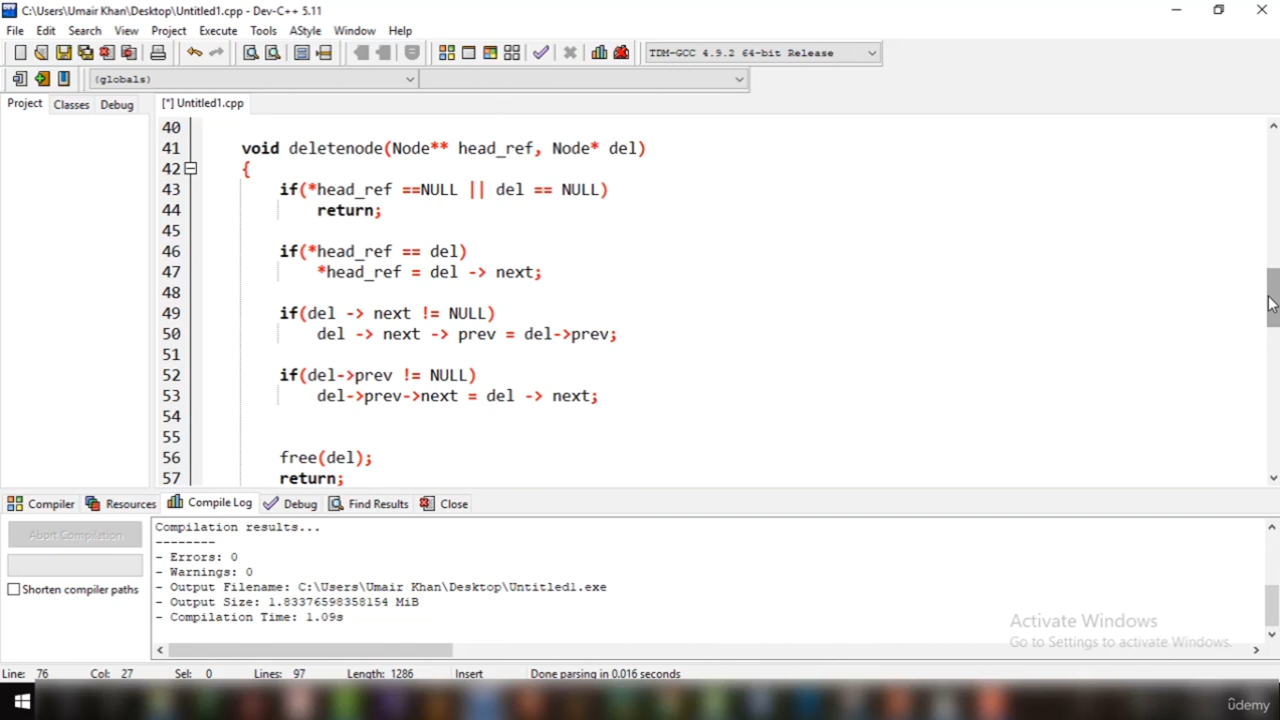 C:\Users\Umair Khan\Desktop\Untitled1.cpp - Dev-C++ 5.11
File Edit Search View Project Execute Tools AStyle Window Help
TDM-GCC 4.9.2 64-bit Release
(globals)
Project Classes Debug [*] Untitled1.cpp
40
41 void deletenode(Node** head_ref, Node* del)
42 {
43 if(*head_ref ==NULL || del == NULL)
44 return;
45
46 if(*head_ref == del)
47 *head_ref = del -> next;
48
49 if(del -> next != NULL)
50 del -> next -> prev = del->prev;
51
52 if(del->prev != NULL)
53 del->prev->next = del -> next;
54
55
56 free(del);
57 return;
Compiler Resources Compile Log Debug Find Results Close
Abort Compilation
Shorten compiler paths
Compilation results...
--------
- Errors: 0
- Warnings: 0
- Output Filename: C:\Users\Umair Khan\Desktop\Untitled1.exe
- Output Size: 1.83376598358154 MiB
- Compilation Time: 1.09s
Activate Windows
Go to Settings to activate Windows.
Line: 76 Col: 27 Sel: 0 Lines: 97 Length: 1286 Insert Done parsing in 0.016 seconds
ûdemy